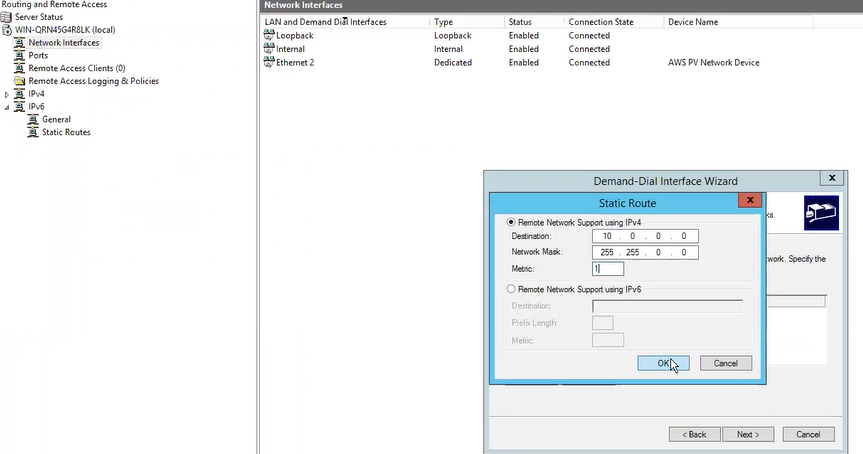 Routing and Remote Access
Server Status
WIN-QRN45G4R8LK (local)
Network Interfaces
Ports
Remote Access Clients (0)
Remote Access Logging & Policies
IPv4
IPv6
General
Static Routes
Network Interfaces
LAN and Demand Dial Interfaces Type Status Connection State Device Name
Loopback Loopback Enabled Connected
Internal Internal Enabled Connected
Ethernet 2 Dedicated Enabled Connected AWS PV Network Device
Demand-Dial Interface Wizard x
ks.
work. Specify the
Static Route x
Remote Network Support using IPv4
Destination: 10 . 0 . 0 . 0
Network Mask: 255 . 255 . 0 . 0
Metric: 1
Remote Network Support using IPv6
Destination:
Prefix Length:
Metric:
OK Cancel
< Back Next > Cancel